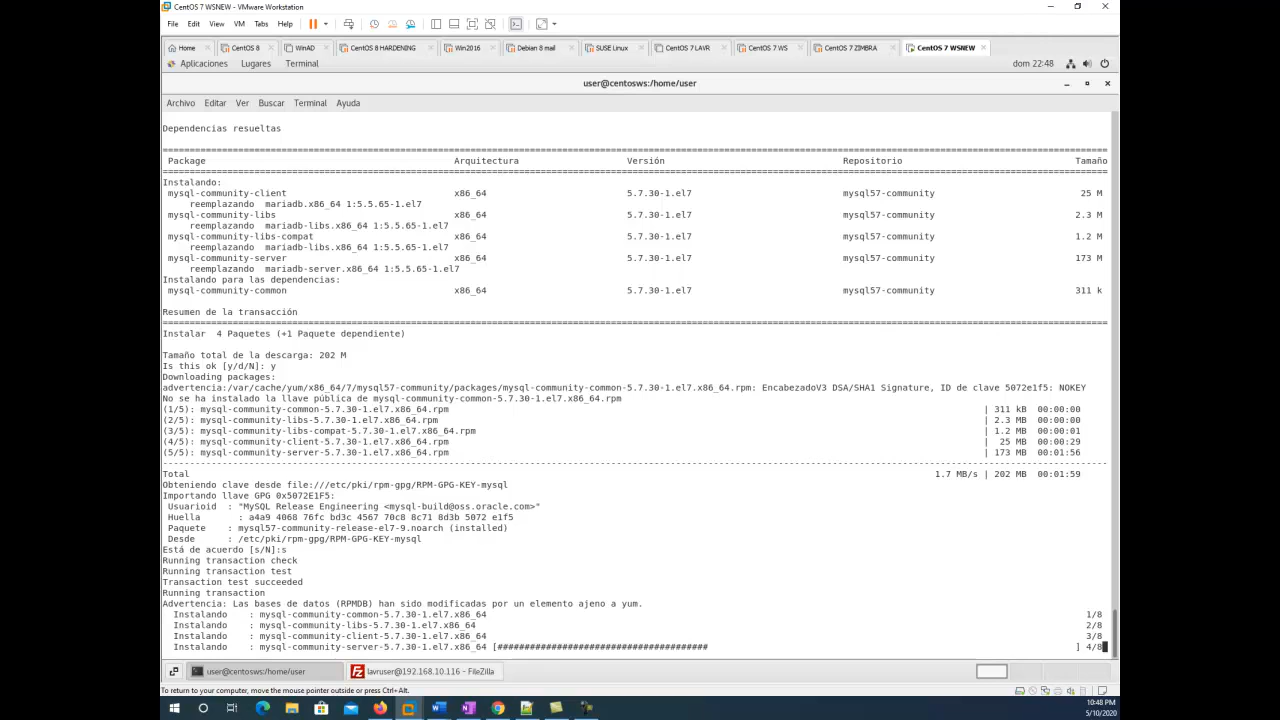 CentOS 7 WSNEW - VMware Workstation
File Edit View VM Tabs Help
Home CentOS 8 WinAD CentOS 8 HARDENING Win2016 Debian 8 mail SUSE Linux CentOS 7 LAVR CentOS 7 WS CentOS 7 ZIMBRA CentOS 7 WSNEW
Aplicaciones Lugares Terminal dom 22:48
user@centosws:/home/user
Archivo Editar Ver Buscar Terminal Ayuda
Dependencias resueltas
================================================================================
Package Arquitectura Versión Repositorio Tamaño
================================================================================
Instalando:
mysql-community-client x86_64 5.7.30-1.el7 mysql57-community 25 M
reemplazando mariadb.x86_64 1:5.5.65-1.el7
mysql-community-libs x86_64 5.7.30-1.el7 mysql57-community 2.3 M
reemplazando mariadb-libs.x86_64 1:5.5.65-1.el7
mysql-community-libs-compat x86_64 5.7.30-1.el7 mysql57-community 1.2 M
reemplazando mariadb-libs.x86_64 1:5.5.65-1.el7
mysql-community-server x86_64 5.7.30-1.el7 mysql57-community 173 M
reemplazando mariadb-server.x86_64 1:5.5.65-1.el7
Instalando para las dependencias:
mysql-community-common x86_64 5.7.30-1.el7 mysql57-community 311 k
Resumen de la transacción
================================================================================
Instalar 4 Paquetes (+1 Paquete dependiente)
Tamaño total de la descarga: 202 M
Is this ok [y/d/N]: y
Downloading packages:
advertencia:/var/cache/yum/x86_64/7/mysql57-community/packages/mysql-community-common-5.7.30-1.el7.x86_64.rpm: EncabezadoV3 DSA/SHA1 Signature, ID de clave 5072e1f5: NOKEY
No se ha instalado la llave pública de mysql-community-common-5.7.30-1.el7.x86_64.rpm
(1/5): mysql-community-common-5.7.30-1.el7.x86_64.rpm | 311 kB 00:00:00
(2/5): mysql-community-libs-5.7.30-1.el7.x86_64.rpm | 2.3 MB 00:00:00
(3/5): mysql-community-libs-compat-5.7.30-1.el7.x86_64.rpm | 1.2 MB 00:00:01
(4/5): mysql-community-client-5.7.30-1.el7.x86_64.rpm | 25 MB 00:00:29
(5/5): mysql-community-server-5.7.30-1.el7.x86_64.rpm | 173 MB 00:01:56
--------------------------------------------------------------------------------
Total 1.7 MB/s | 202 MB 00:01:59
Obteniendo clave desde file:///etc/pki/rpm-gpg/RPM-GPG-KEY-mysql
Importando llave GPG 0x5072E1F5:
Usuarioid : "MySQL Release Engineering <mysql-build@oss.oracle.com>"
Huella : a4a9 4068 76fc bd3c 4567 70c8 8c71 8d3b 5072 e1f5
Paquete : mysql57-community-release-el7-9.noarch (installed)
Desde : /etc/pki/rpm-gpg/RPM-GPG-KEY-mysql
Está de acuerdo [s/N]:s
Running transaction check
Running transaction test
Transaction test succeeded
Running transaction
Advertencia: Las bases de datos (RPMDB) han sido modificadas por un elemento ajeno a yum.
Instalando : mysql-community-common-5.7.30-1.el7.x86_64 1/8
Instalando : mysql-community-libs-5.7.30-1.el7.x86_64 2/8
Instalando : mysql-community-client-5.7.30-1.el7.x86_64 3/8
Instalando : mysql-community-server-5.7.30-1.el7.x86_64 [####################################### ] 4/8
user@centosws:/home/user lavruser@192.168.10.116 - FileZilla
To return to your computer, move the mouse pointer outside or press Ctrl+Alt.
10:48 PM
5/10/2020